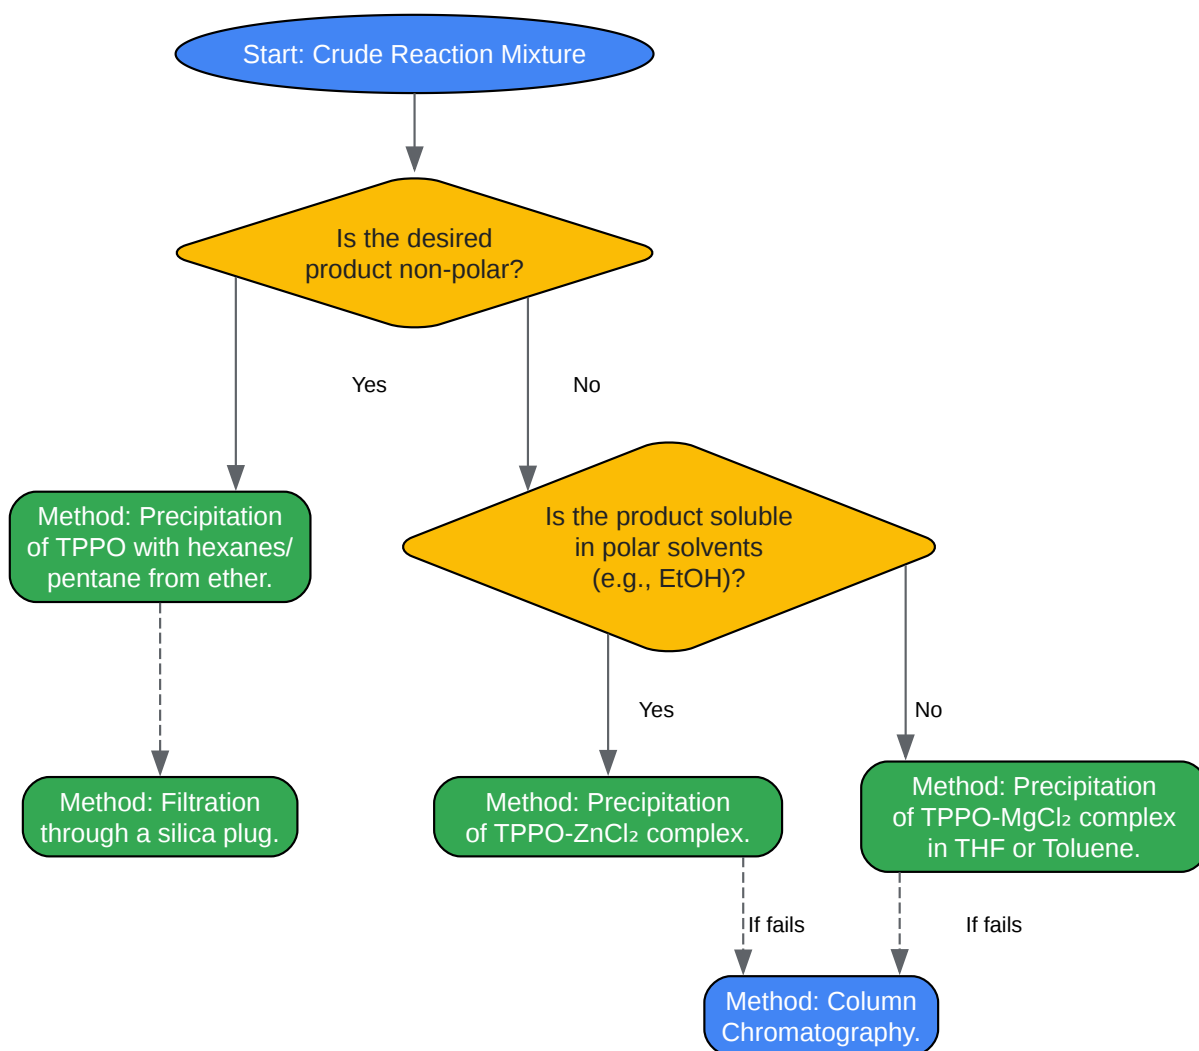 Start: Crude Reaction Mixture
Is the desired
product non-polar?
Yes
No
Method: Precipitation
of TPPO with hexanes/
pentane from ether.
Is the product soluble
in polar solvents
(e.g., EtOH)?
Yes
No
Method: Filtration
through a silica plug.
Method: Precipitation
of TPPO-ZnCl₂ complex.
Method: Precipitation
of TPPO-MgCl₂ complex
in THF or Toluene.
If fails
If fails
Method: Column
Chromatography.